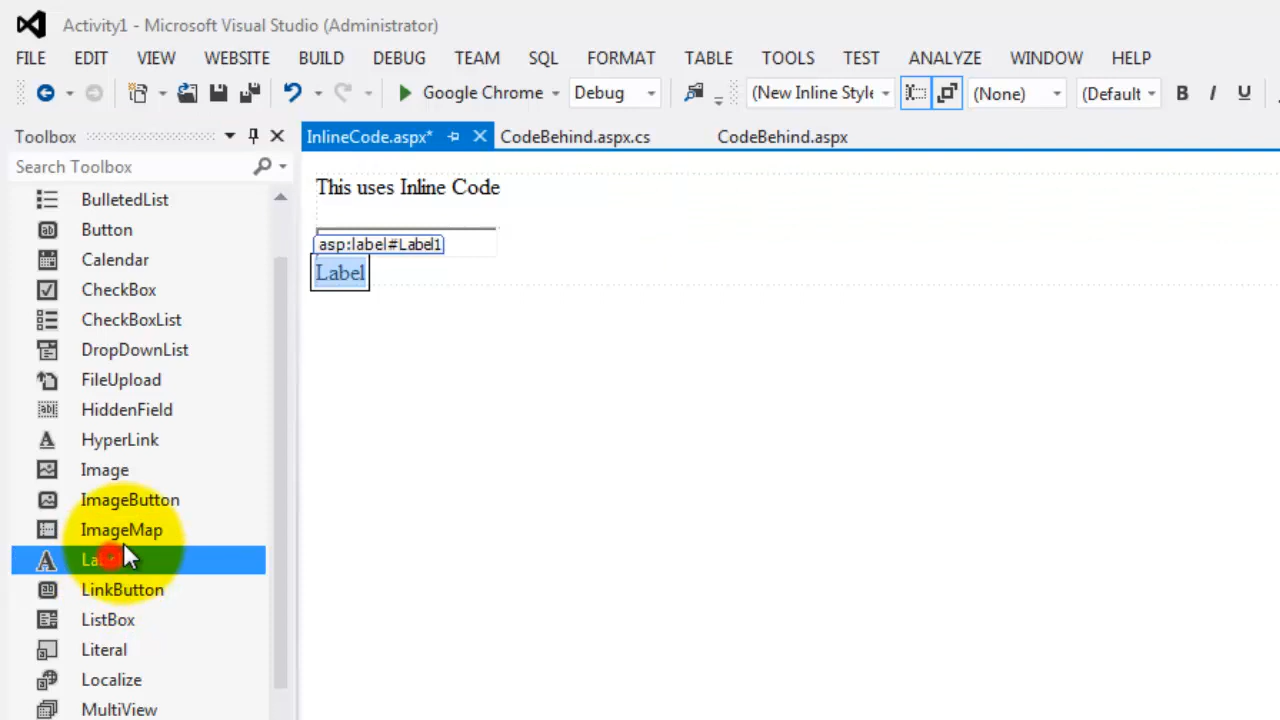 Activity1 - Microsoft Visual Studio (Administrator)
FILE EDIT VIEW WEBSITE BUILD DEBUG TEAM SQL FORMAT TABLE TOOLS TEST ANALYZE WINDOW HELP
Google Chrome Debug (New Inline Style (None) (Default B I U
Toolbox
InlineCode.aspx* CodeBehind.aspx.cs CodeBehind.aspx
Search Toolbox
This uses Inline Code
asp:label#Label1
Label
BulletedList
Button
Calendar
CheckBox
CheckBoxList
DropDownList
FileUpload
HiddenField
HyperLink
Image
ImageButton
ImageMap
LinkButton
ListBox
Literal
Localize
MultiView